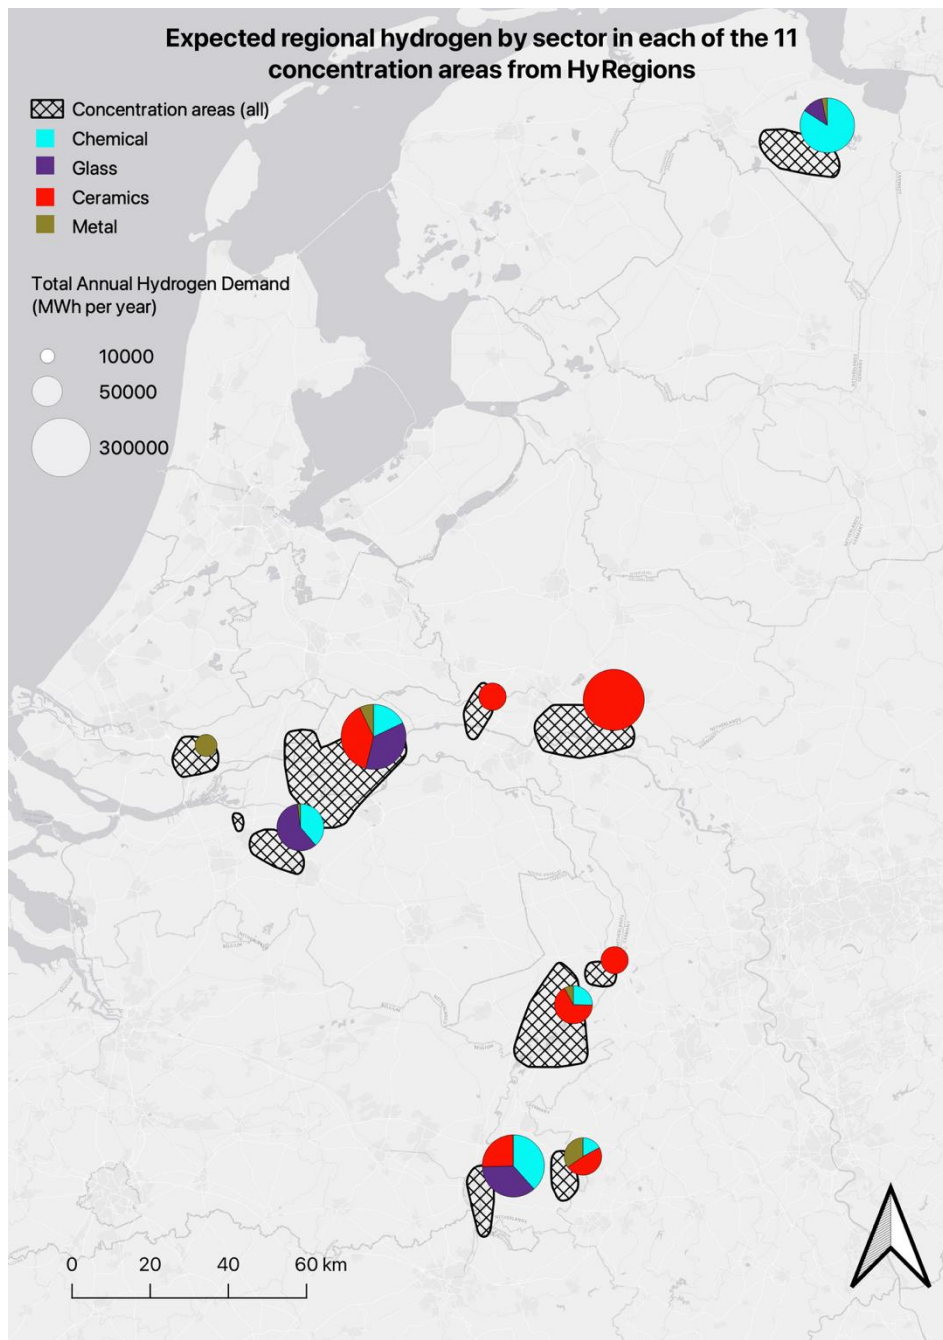 Expected regional hydrogen by sector in each of the 11
concentration areas from HyRegions
Concentration areas (all)
Chemical
Glass
Ceramics
Metal
Total Annual Hydrogen Demand
(MWh per year)
10000
50000
300000
0 20 40 60 km